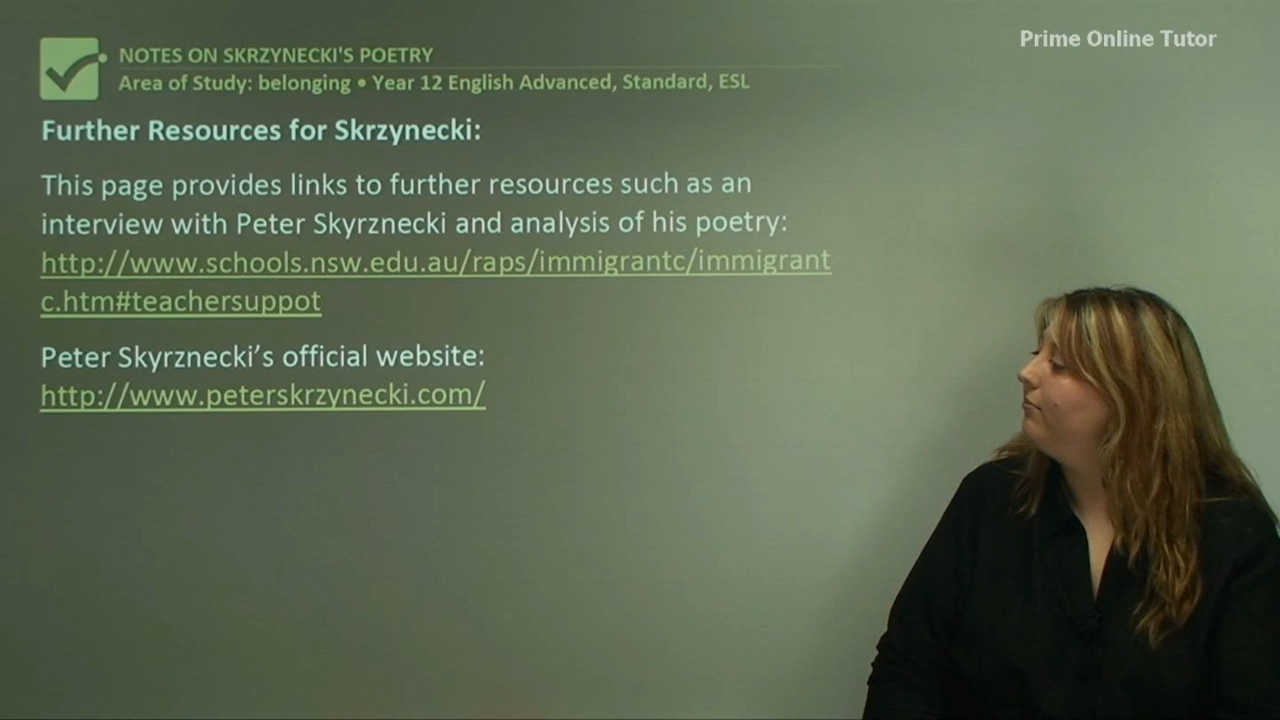 Prime Online Tutor
NOTES ON SKRZYNECKI'S POETRY
Area of Study: belonging • Year 12 English Advanced, Standard, ESL
Further Resources for Skrzynecki:
This page provides links to further resources such as an
interview with Peter Skyrznecki and analysis of his poetry:
http://www.schools.nsw.edu.au/raps/immigrantc/immigrant
c.htm#teachersuppot
Peter Skyrznecki’s official website:
http://www.peterskrzynecki.com/